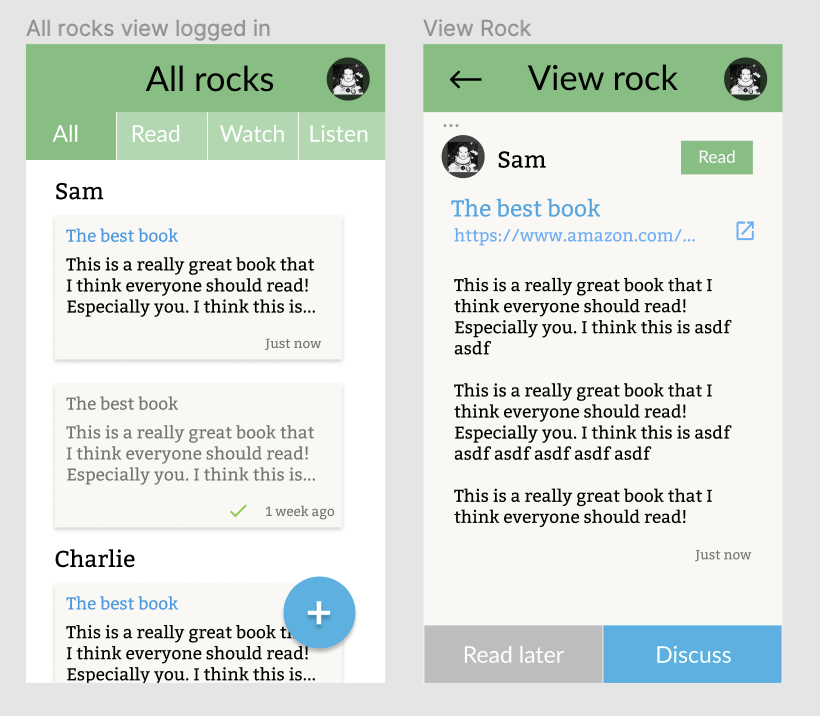 All rocks view logged in
All rocks
All Read Watch Listen
Sam
The best book
This is a really great book that
I think everyone should read!
Especially you. I think this is...
Just now
The best book
This is a really great book that
I think everyone should read!
Especially you. I think this is...
1 week ago
Charlie
The best book
This is a really great book th
I think everyone should read!
Especially you. I think this is...
+
View Rock
← View rock
...
Sam
Read
The best book
https://www.amazon.com/...
This is a really great book that I
think everyone should read!
Especially you. I think this is asdf
asdf
This is a really great book that I
think everyone should read!
Especially you. I think this is asdf
asdf asdf asdf asdf asdf
This is a really great book that I
think everyone should read!
Just now
Read later Discuss